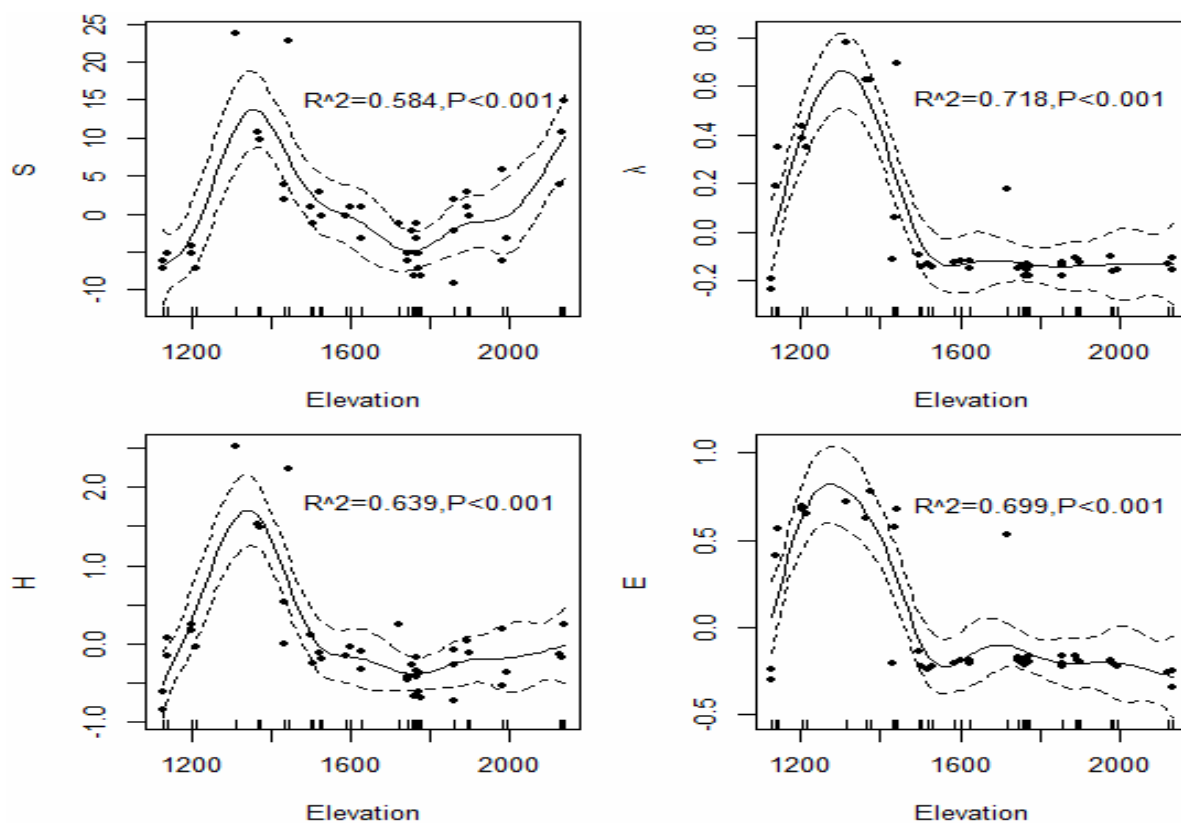 25
20
15
10
5
0
-10
S
R^2=0.584,P<0.001
1200 1600 2000
Elevation
0.8
0.6
0.4
0.2
0.0
-0.2
λ
R^2=0.718,P<0.001
1200 1600 2000
Elevation
2.0
1.0
0.0
-1.0
H
R^2=0.639,P<0.001
1200 1600 2000
Elevation
1.0
0.5
0.0
-0.5
E
R^2=0.699,P<0.001
1200 1600 2000
Elevation